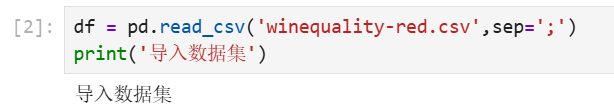 [2]: df = pd.read_csv('winequality-red.csv',sep=';')
print('导入数据集')
导入数据集